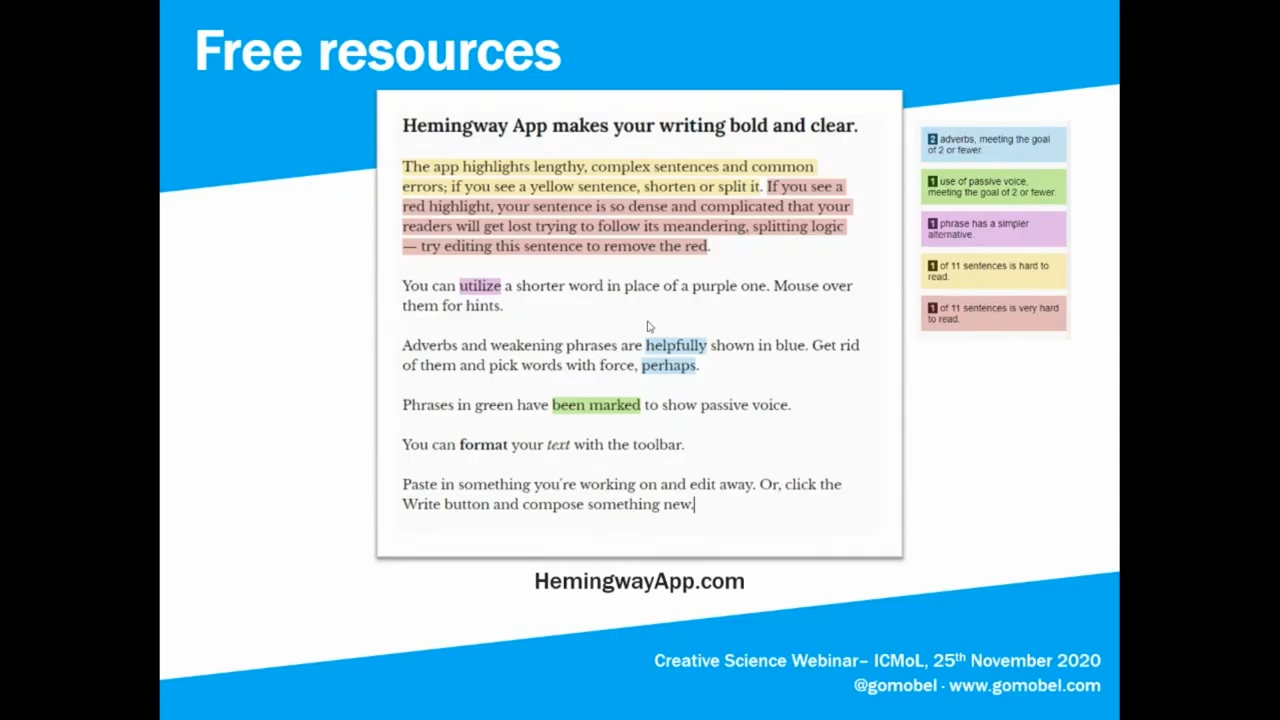 Free resources
Hemingway App makes your writing bold and clear.
The app highlights lengthy, complex sentences and common
errors; if you see a yellow sentence, shorten or split it. If you see a
red highlight, your sentence is so dense and complicated that your
readers will get lost trying to follow its meandering, splitting logic
— try editing this sentence to remove the red.
You can utilize a shorter word in place of a purple one. Mouse over
them for hints.
Adverbs and weakening phrases are helpfully shown in blue. Get rid
of them and pick words with force, perhaps.
Phrases in green have been marked to show passive voice.
You can format your text with the toolbar.
Paste in something you're working on and edit away. Or, click the
Write button and compose something new.
2 adverbs, meeting the goal
of 2 or fewer.
1 use of passive voice,
meeting the goal of 2 or fewer.
1 phrase has a simpler
alternative.
1 of 11 sentences is hard to
read.
1 of 11 sentences is very hard
to read.
HemingwayApp.com
Creative Science Webinar– ICMoL, 25th November 2020
@gomobel · www.gomobel.com